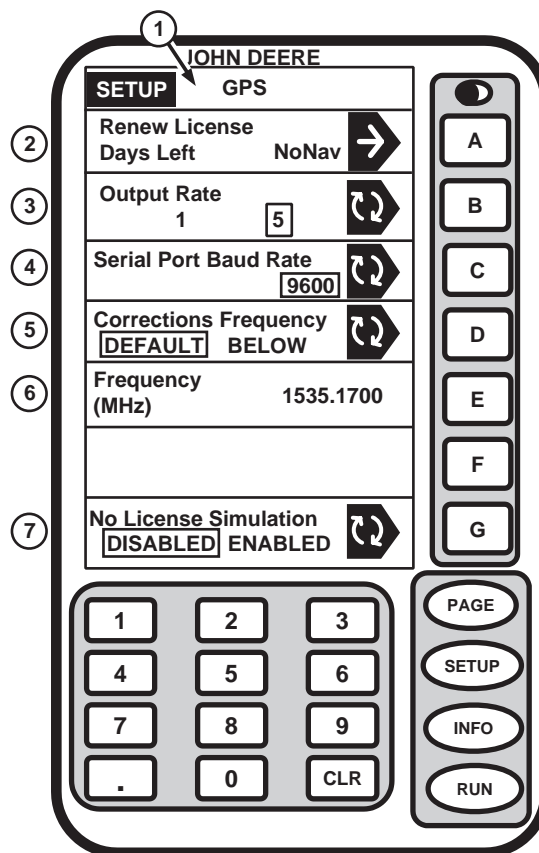 1
JOHN DEERE
SETUP GPS
2
Renew License
Days Left NoNav
A
3
Output Rate
1 5
B
4
Serial Port Baud Rate
9600
C
5
Corrections Frequency
DEFAULT BELOW
D
6
Frequency
(MHz) 1535.1700
E
F
7
No License Simulation
DISABLED ENABLED
G
1 2 3
4 5 6
7 8 9
. 0 CLR
PAGE
SETUP
INFO
RUN